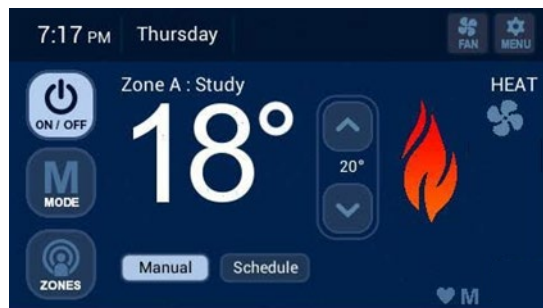 7:17 PM
Thursday
FAN
MENU
ON / OFF
Zone A : Study
HEAT
18°
20°
M
MODE
ZONES
Manual
Schedule
M